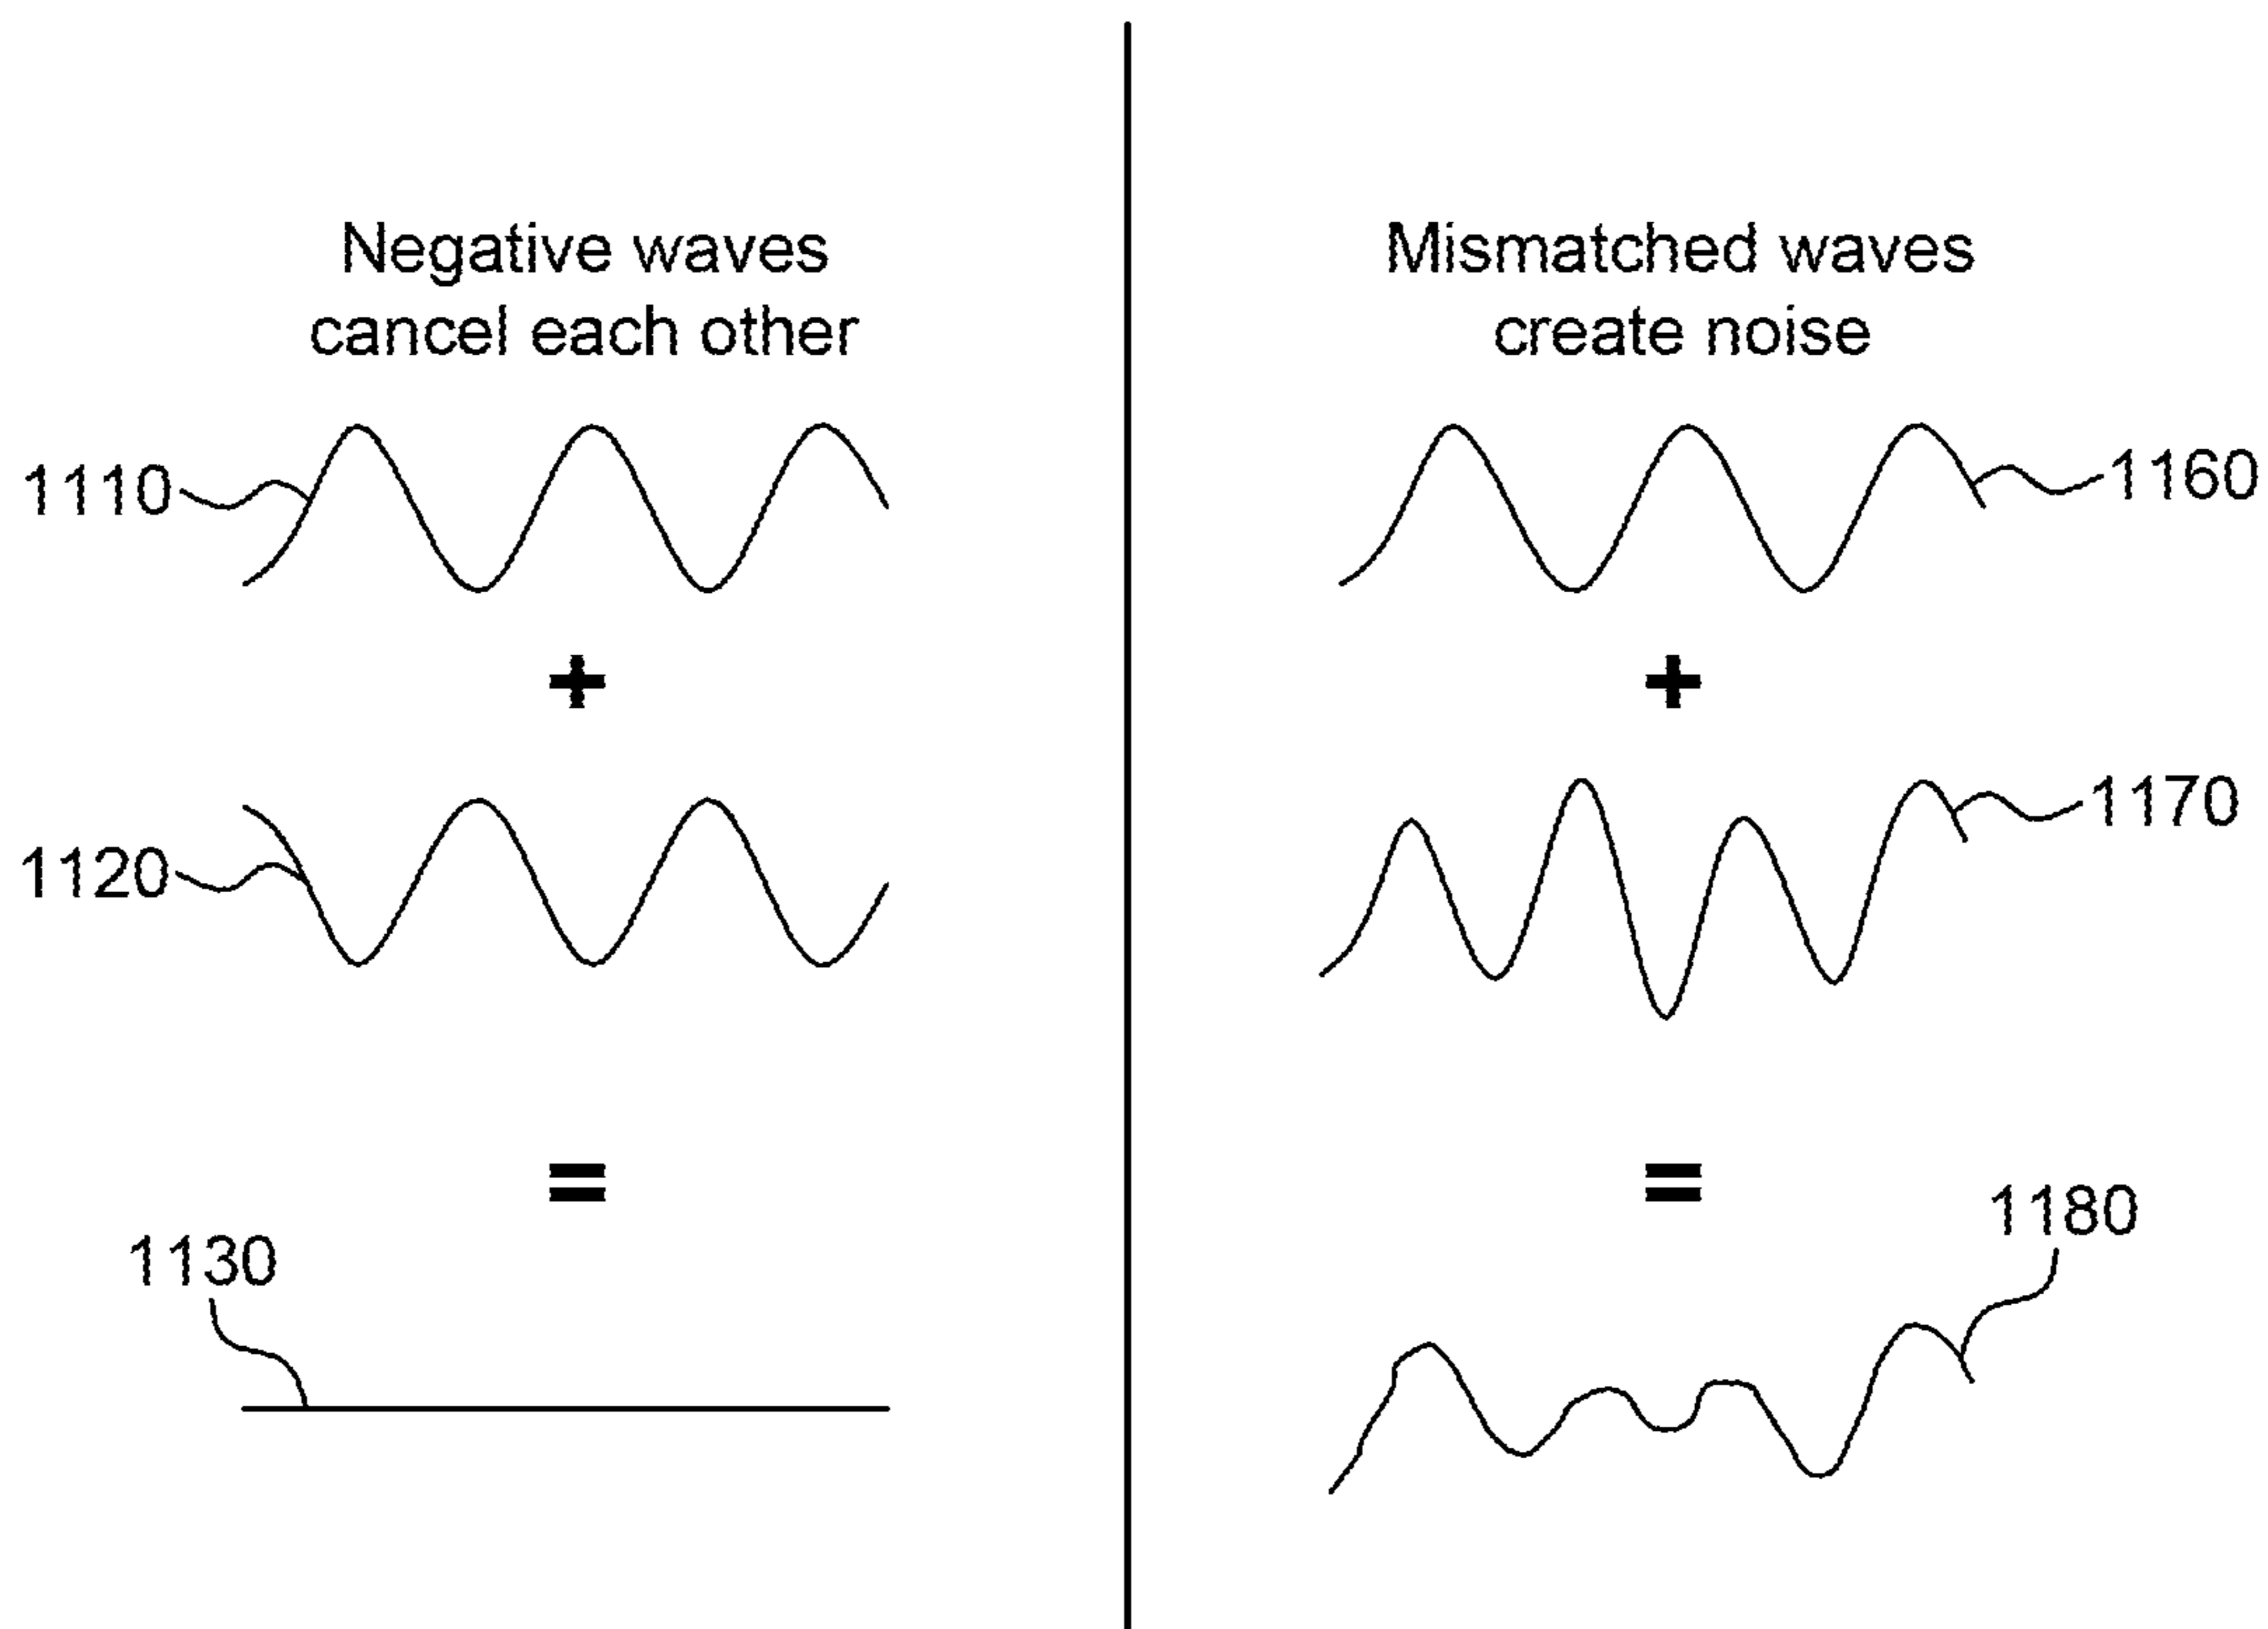 Negative waves
cancel each other
1110
+
1120
=
1130
Mismatched waves
create noise
1160
+
1170
=
1180